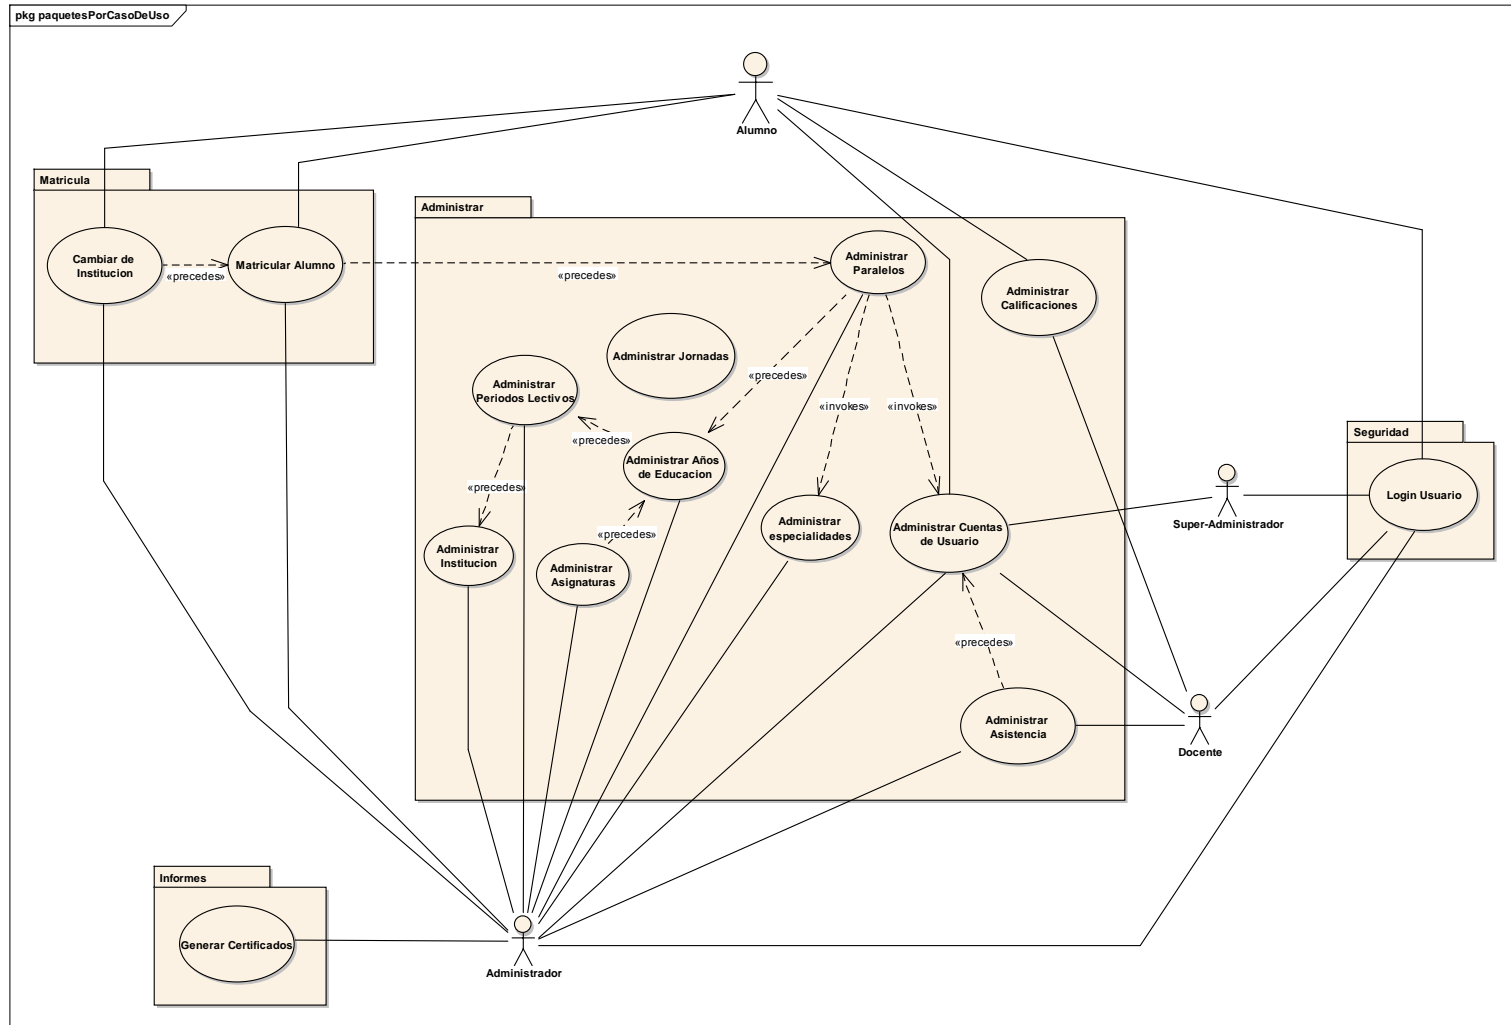 pkg paquetesPorCasoDeUso
Alumno
Matricula
Cambiar de
Institucion
«precedes»
Matricular Alumno
«precedes»
Administrar
Administrar
Paralelos
Administrar
Calificaciones
Administrar Jornadas
«precedes»
Administrar
Periodos Lectivos
«invokes»
«invokes»
«precedes»
Administrar Años
de Educacion
«precedes»
Administrar
Institucion
«precedes»
Administrar
Asignaturas
Administrar
especialidades
Administrar Cuentas
de Usuario
«precedes»
Administrar
Asistencia
Seguridad
Login Usuario
Super-Administrador
Docente
Informes
Generar Certificados
Administrador